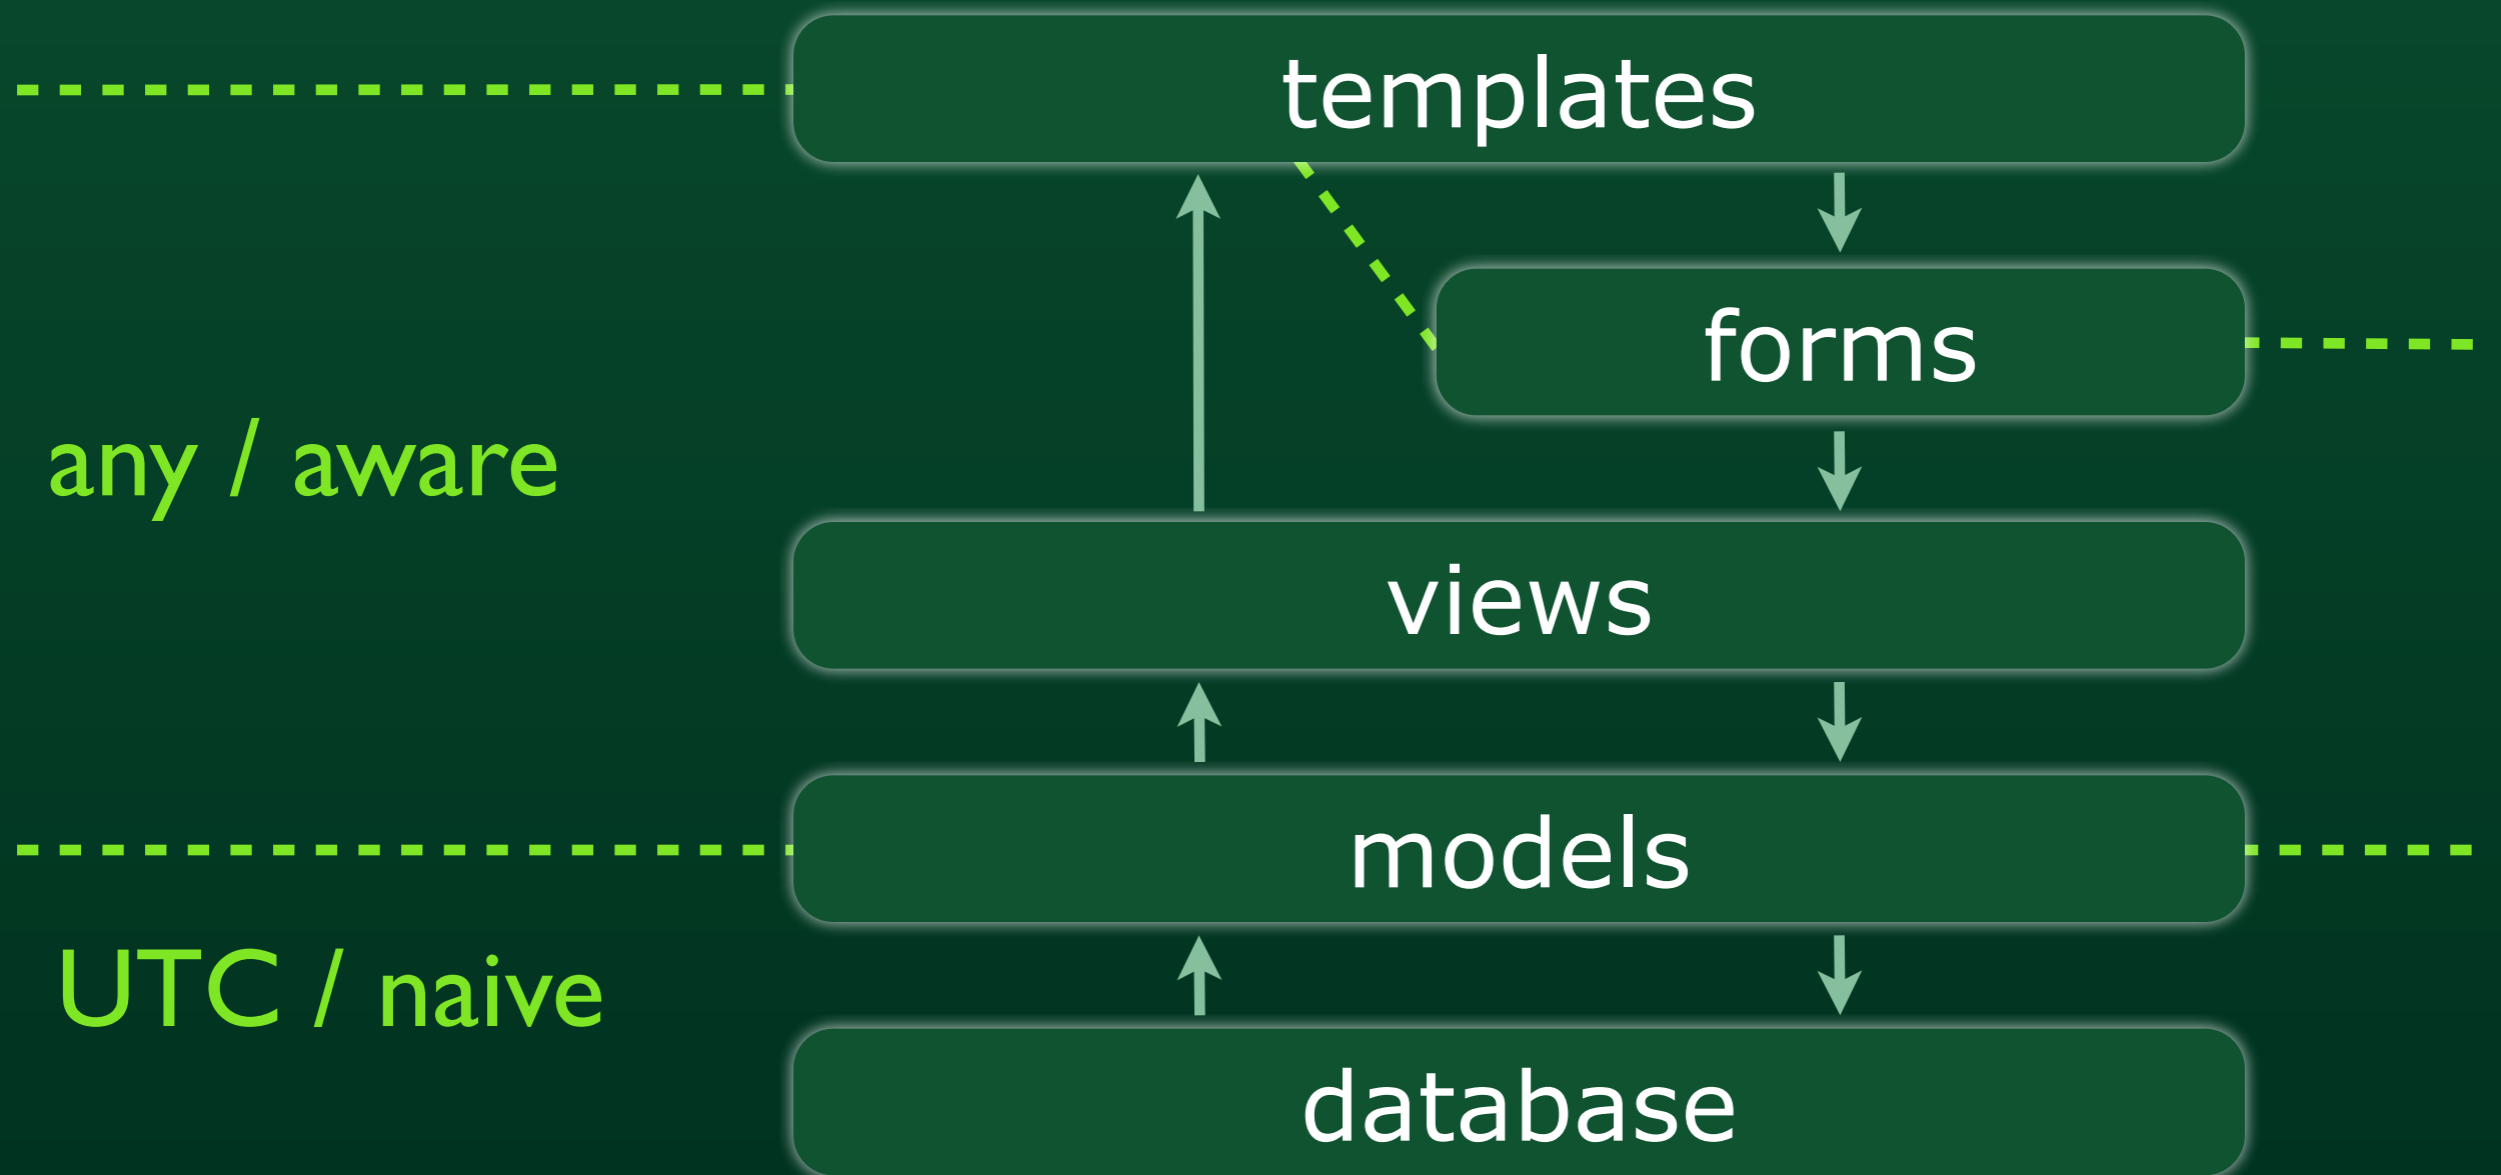 templates
forms
any / aware
views
models
UTC / naive
database